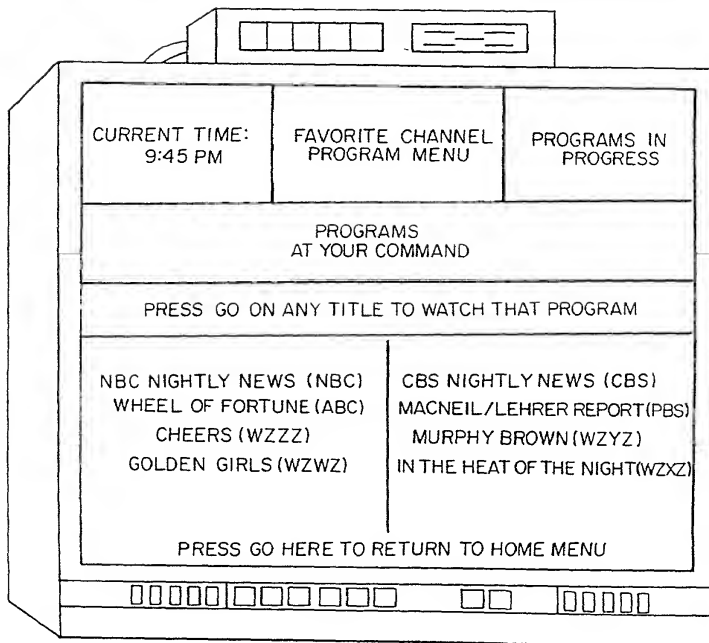 CURRENT TIME:
9:45 PM
FAVORITE CHANNEL
PROGRAM MENU
PROGRAMS IN
PROGRESS
PROGRAMS
AT YOUR COMMAND
PRESS GO ON ANY TITLE TO WATCH THAT PROGRAM
NBC NIGHTLY NEWS (NBC)
WHEEL OF FORTUNE (ABC)
CHEERS (WZZZ)
GOLDEN GIRLS (WZWZ)
CBS NIGHTLY NEWS (CBS)
MACNEIL/LEHRER REPORT (PBS)
MURPHY BROWN (WZYZ)
IN THE HEAT OF THE NIGHT (WZXZ)
PRESS GO HERE TO RETURN TO HOME MENU